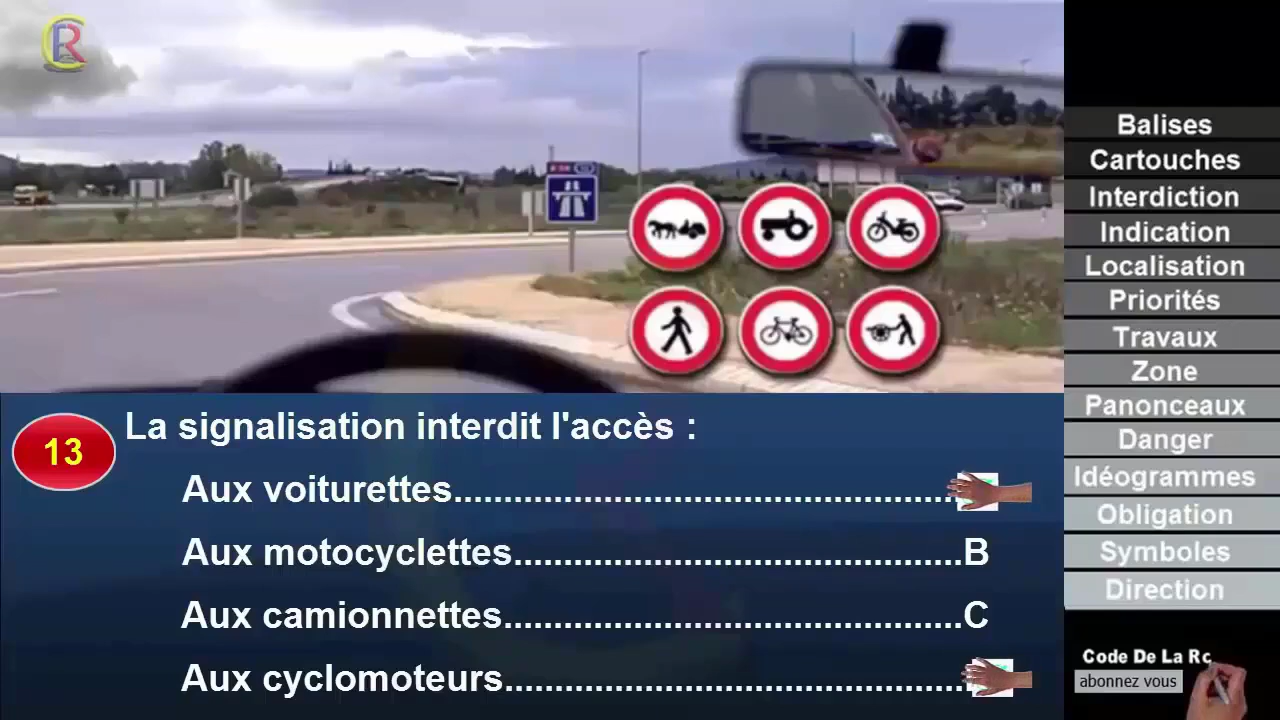 CR
Balises
Cartouches
Interdiction
Indication
Localisation
Priorités
Travaux
Zone
Panonceaux
Danger
Idéogrammes
Obligation
Symboles
Direction
13
La signalisation interdit l'accès :
Aux voiturettes..................................................
Aux motocyclettes.............................................B
Aux camionnettes..............................................C
Aux cyclomoteurs..............................................
Code De La Rc
abonnez vous